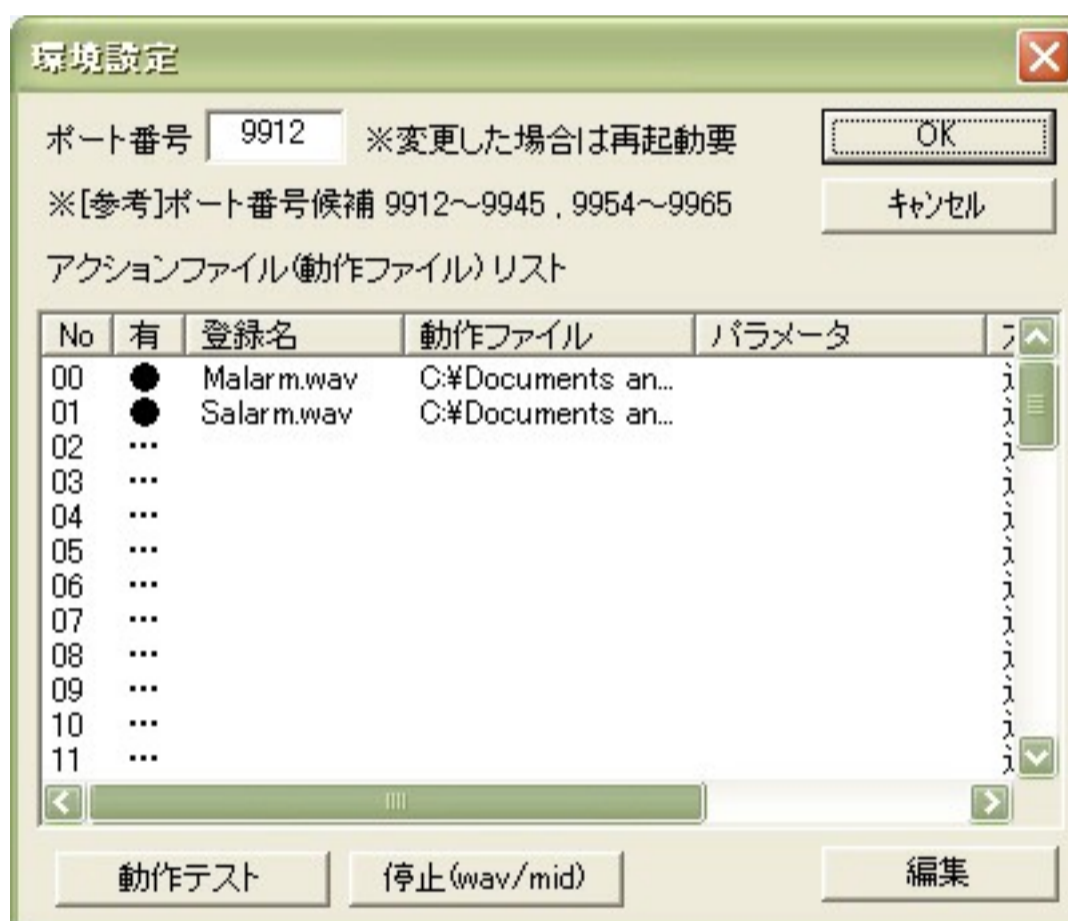 環境設定
ポート番号 9912 ※変更した場合は再起動要 OK
※[参考]ポート番号候補 9912～9945 , 9954～9965 キャンセル
アクションファイル(動作ファイル) リスト
No 有 登録名 動作ファイル パラメータ
00 ● Malarm.wav C:¥Documents an...
01 ● Salarm.wav C:¥Documents an...
02 ...
03 ...
04 ...
05 ...
06 ...
07 ...
08 ...
09 ...
10 ...
11 ...
動作テスト 停止(wav/mid) 編集